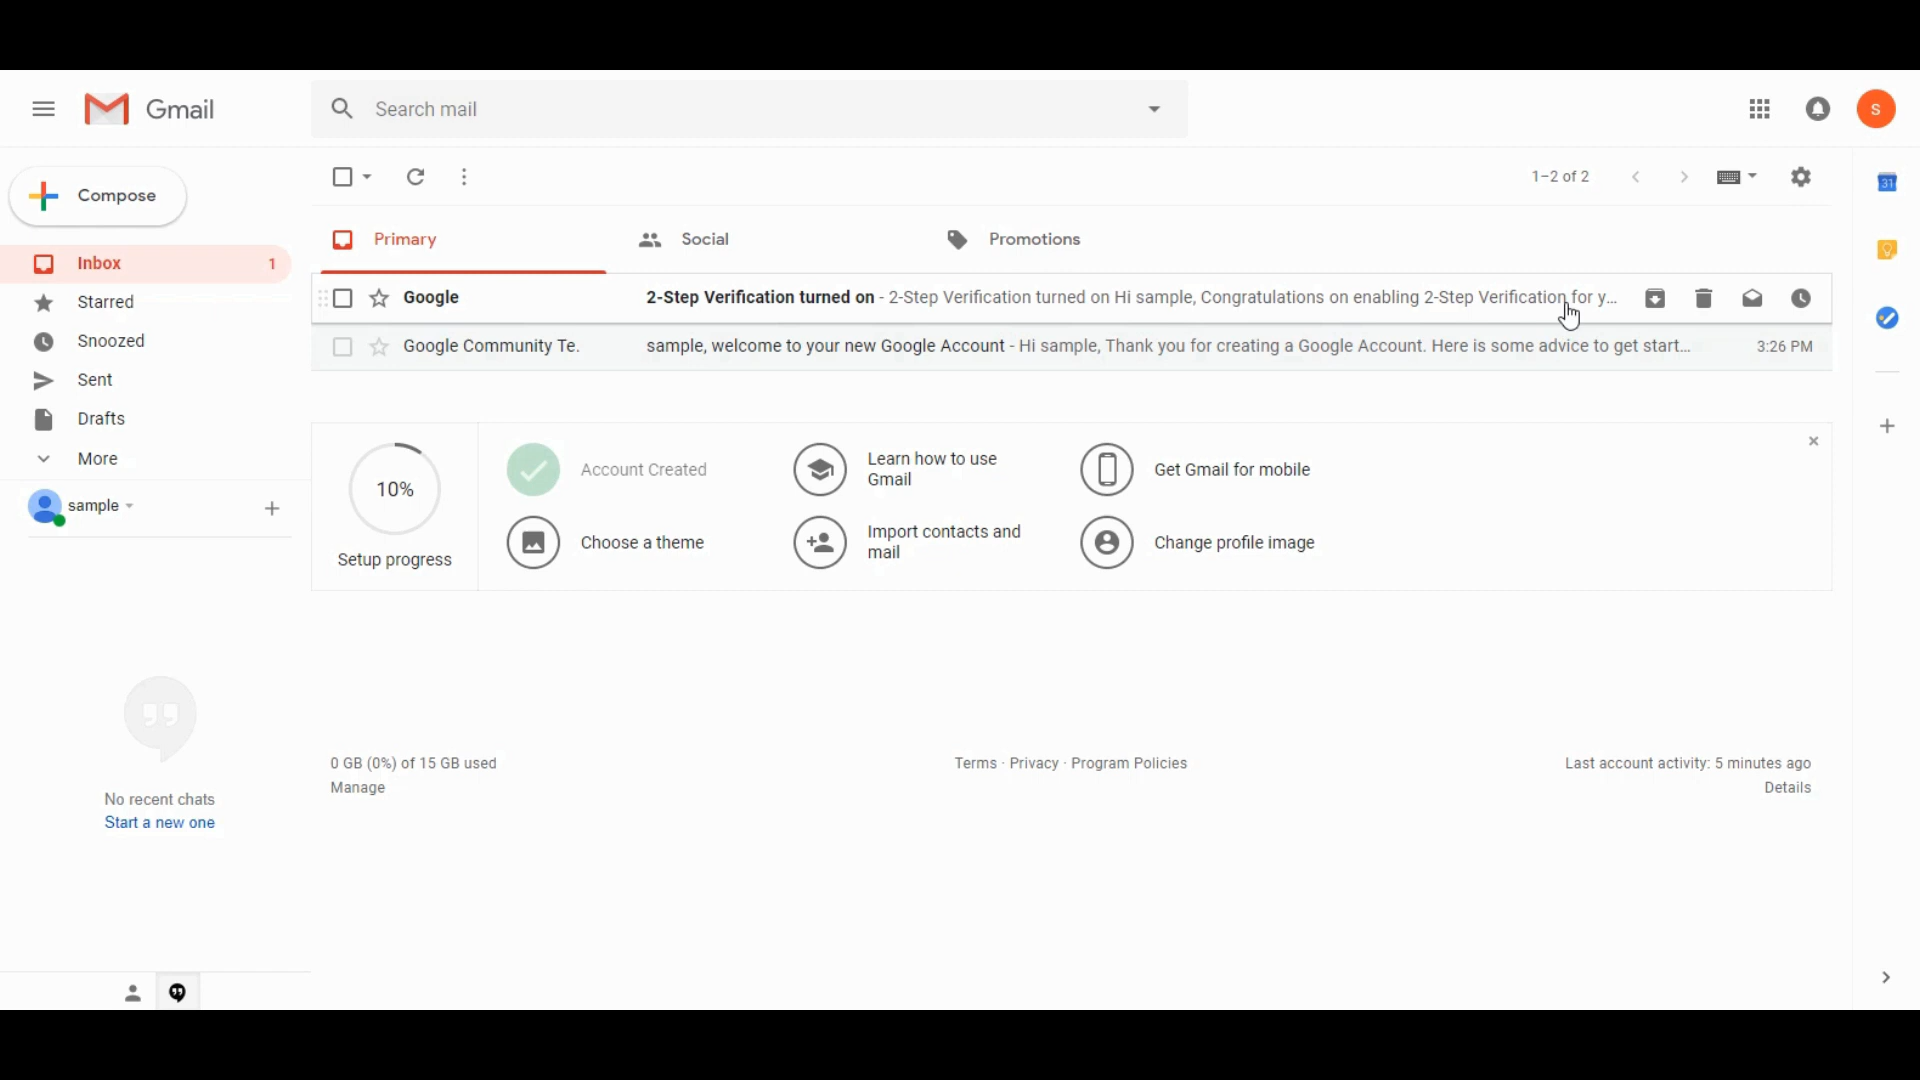 Gmail
Search mail
S
Compose
1–2 of 2
31
Primary
Social
Promotions
Inbox 1
Starred
Snoozed
Sent
Drafts
More
Google 2-Step Verification turned on - 2-Step Verification turned on Hi sample, Congratulations on enabling 2-Step Verification for y...
Google Community Te. sample, welcome to your new Google Account - Hi sample, Thank you for creating a Google Account. Here is some advice to get start... 3:26 PM
sample
10%
Setup progress
Account Created
Learn how to use
Gmail
Get Gmail for mobile
Choose a theme
Import contacts and
mail
Change profile image
No recent chats
Start a new one
0 GB (0%) of 15 GB used
Manage
Terms · Privacy · Program Policies
Last account activity: 5 minutes ago
Details